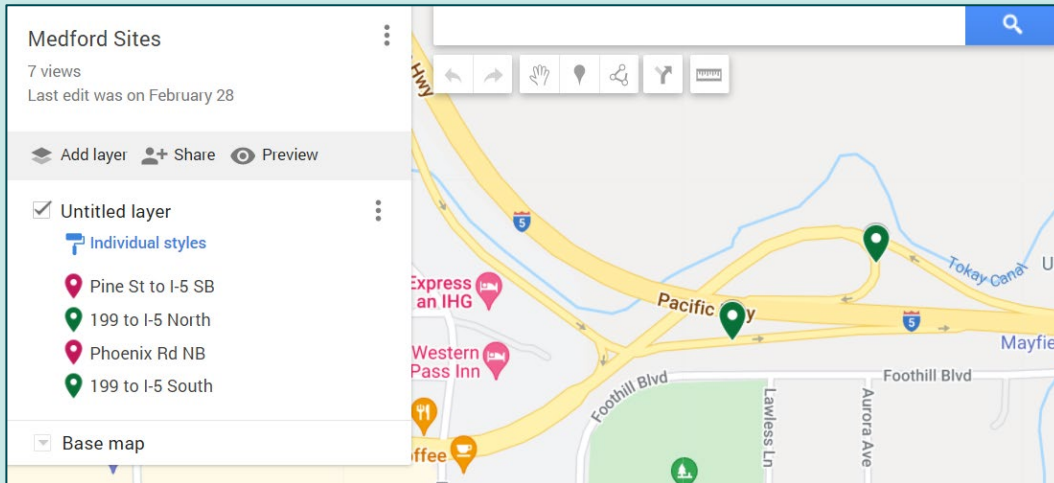 Medford Sites
7 views
Last edit was on February 28
Add layer
Share
Preview
Untitled layer
Individual styles
Pine St to I-5 SB
199 to I-5 North
Phoenix Rd NB
199 to I-5 South
Base map
Hwy
5
Tokay Canal
U
Express
an IHG
Pacific
5
Mayfie
Western
Pass Inn
Foothill Blvd
Foothill Blvd
Lawless Ln
Aurora Ave
ffee